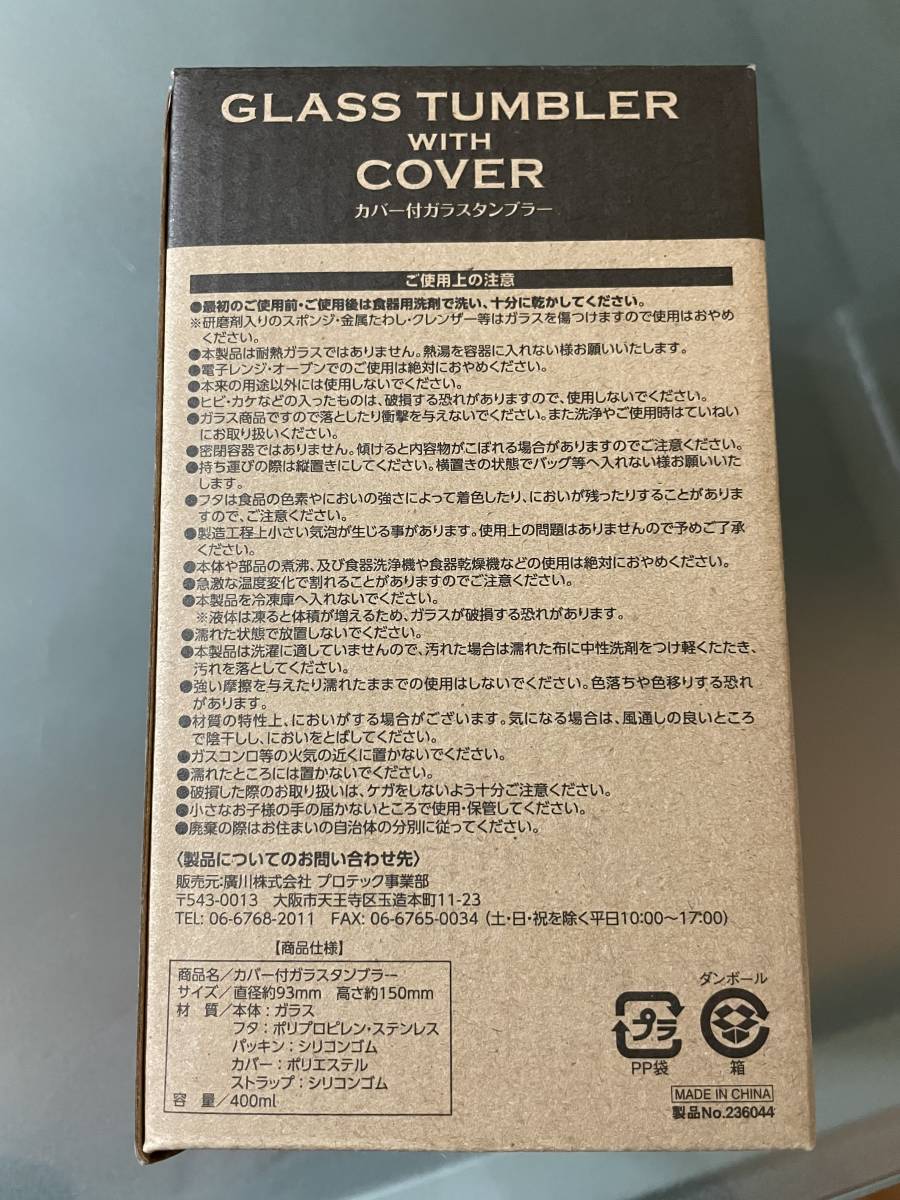 GLASS TUMBLER
WITH
COVER
カバー付ガラスタンブラー
ご使用上の注意
●最初のご使用前・ご使用後は食器用洗剤で洗い、十分に乾かしてください。
※研磨剤入りのスポンジ・金属たわし・クレンザー等はガラスを傷つけますので使用はおやめ
ください。
●本製品は耐熱ガラスではありません。熱湯を容器に入れない様お願いいたします。
●電子レンジ・オーブンでのご使用は絶対におやめください。
●本来の用途以外には使用しないでください。
●ヒビ・カケなどの入ったものは、破損する恐れがありますので、使用しないでください。
●ガラス商品ですので落としたり衝撃を与えないでください。また洗浄やご使用時はていねい
にお取り扱いください。
●密閉容器ではありません。傾けると内容物がこぼれる場合がありますのでご注意ください。
●持ち運びの際は縦置きにしてください。横置きの状態でバッグ等へ入れない様お願いいた
します。
●フタは食品の色素やにおいの強さによって着色したり、においが残ったりすることがありま
すので、ご注意ください。
●製造工程上小さい気泡が生じる事があります。使用上の問題はありませんので予めご了承
ください。
●本体や部品の煮沸、及び食器洗浄機や食器乾燥機などの使用は絶対におやめください。
●急激な温度変化で割れることがありますのでご注意ください。
●本製品を冷凍庫へ入れないでください。
※液体は凍ると体積が増えるため、ガラスが破損する恐れがあります。
●濡れた状態で放置しないでください。
●本製品は洗濯に適していませんので、汚れた場合は濡れた布に中性洗剤をつけ軽くたたき、
汚れを落としてください。
●強い摩擦を与えたり濡れたままでの使用はしないでください。色落ちや色移りする恐れ
があります。
●材質の特性上、においがする場合がございます。気になる場合は、風通しの良いところ
で陰干しし、においをとばしてください。
●ガスコンロ等の火気の近くに置かないでください。
●濡れたところには置かないでください。
●破損した際のお取り扱いは、ケガをしないよう十分ご注意ください。
●小さなお子様の手の届かないところで使用・保管してください。
●廃棄の際はお住まいの自治体の分別に従ってください。
〈製品についてのお問い合わせ先〉
販売元:廣川株式会社 プロテック事業部
〒543-0013 大阪市天王寺区玉造本町11-23
TEL: 06-6768-2011 FAX: 06-6765-0034 (土・日・祝を除く平日10:00〜17:00)
【商品仕様】
商品名／カバー付ガラスタンブラー
サイズ／直径約93mm 高さ約150mm
材 質／本体：ガラス
フタ：ポリプロピレン・ステンレス
パッキン：シリコンゴム
カバー：ポリエステル
ストラップ：シリコンゴム
容 量／400ml
ダンボール
プラ
PP袋
箱
MADE IN CHINA
製品No.236044